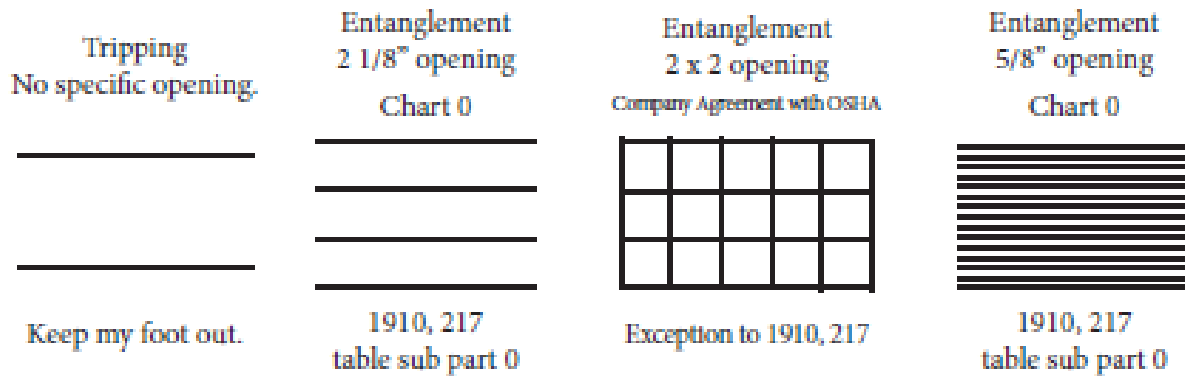 Tripping
No specific opening.
Keep my foot out.
Entanglement
2 1/8” opening
Chart 0
1910, 217
table sub part 0
Entanglement
2 x 2 opening
Company Agreement with OSHA
Exception to 1910, 217
Entanglement
5/8” opening
Chart 0
1910, 217
table sub part 0